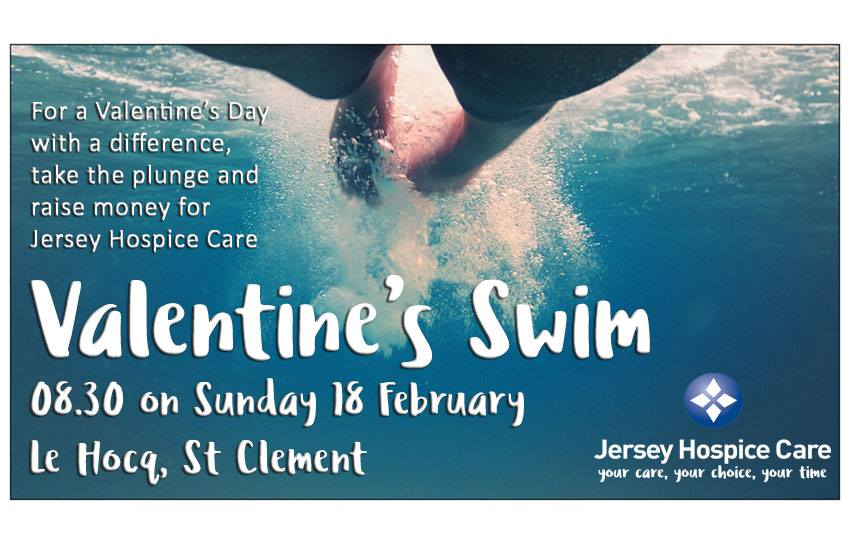 For a Valentine's Day
with a difference,
take the plunge and
raise money for
Jersey Hospice Care
Valentine's Swim
08.30 on Sunday 18 February
Le Hocq, St Clement
Jersey Hospice Care
your care, your choice, your time